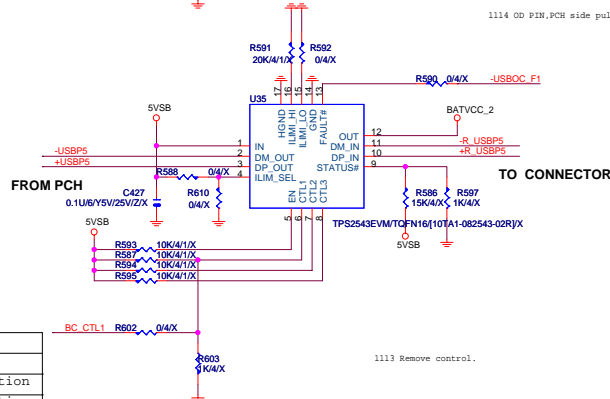 1114 OD PIN,PCH side pul
R591
20K/4/1/X
R592
0/4/X
R590 0/4/X
-USBOC_F1
17 16 15 14 13
U35
HGND
ILIMI_HI
ILIMI_LO
GND
FAULT#
5VSB
BATVCC_2
1 IN
2 DM_OUT
3 DP_OUT
4 ILIM_SEL
OUT 12
DM_IN 11
DP_IN 10
STATUS# 9
EN
CTL1
CTL2
CTL3
5 6 7 8
-USBP5
+USBP5
-R_USBP5
+R_USBP5
FROM PCH
TO CONNECTOR
R588 0/4/X
R610
0/4/X
C427
0.1U/6/Y5V/25V/Z/X
R586
15K/4/X
R597
1K/4/X
TPS2543EVM/TQFN16/[10TA1-082543-02R]/X
5VSB
5VSB
R593 10K/4/1/X
R587 10K/4/1/X
R594 10K/4/1/X
R595 10K/4/1/X
BC_CTL1 R602 0/4/X
R603
1K/4/X
1113 Remove control.
tion